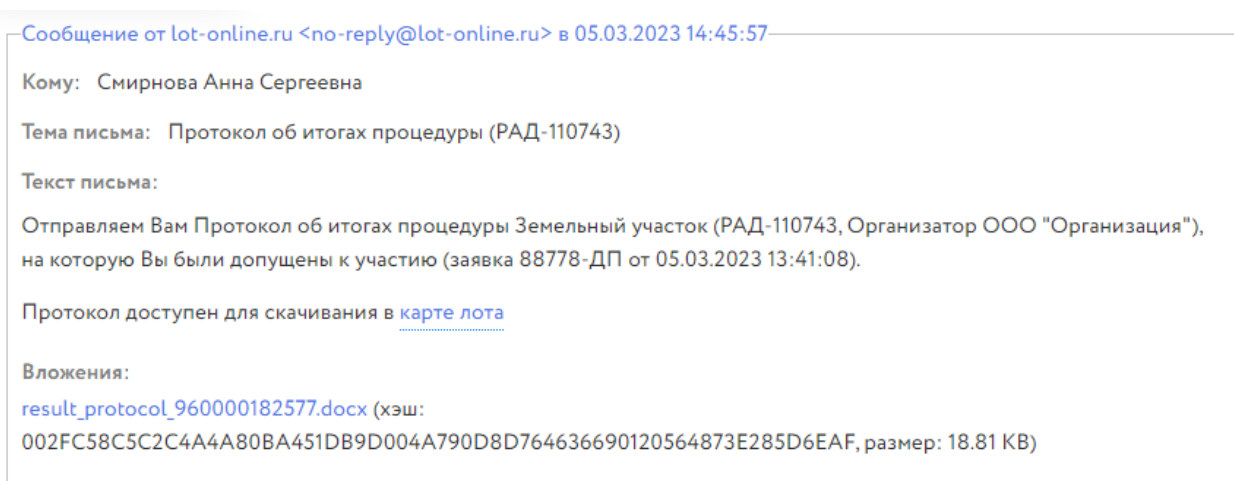 Сообщение от lot-online.ru <no-reply@lot-online.ru> в 05.03.2023 14:45:57
Кому: Смирнова Анна Сергеевна
Тема письма: Протокол об итогах процедуры (РАД-110743)
Текст письма:
Отправляем Вам Протокол об итогах процедуры Земельный участок (РАД-110743, Организатор ООО "Организация"),
на которую Вы были допущены к участию (заявка 88778-ДП от 05.03.2023 13:41:08).
Протокол доступен для скачивания в карте лота
Вложения:
result_protocol_960000182577.docx (хэш:
002FC58C5C2C4A4A80BA451DB9D004A790D8D764636690120564873E285D6EAF, размер: 18.81 KB)